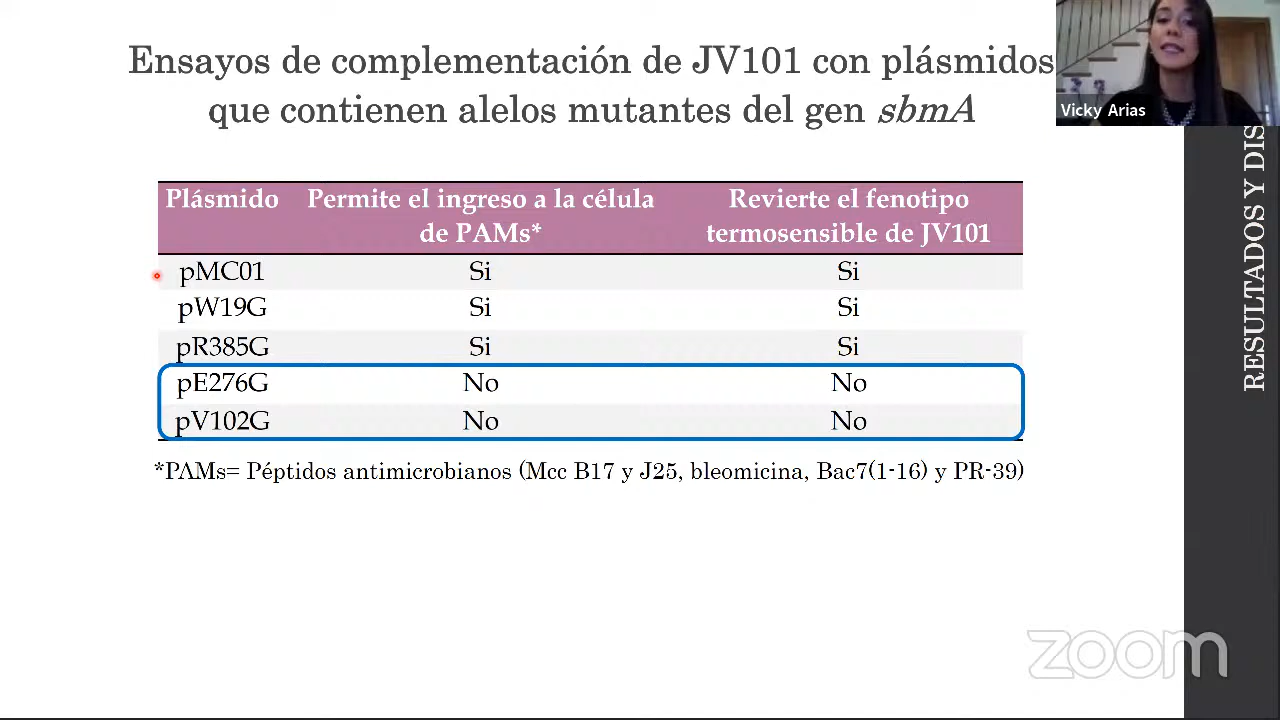 Ensayos de complementación de JV101 con plásmidos
que contienen alelos mutantes del gen sbmA
Vicky Arias
RESULTADOS Y DIS
Plásmido Permite el ingreso a la célula de PAMs* Revierte el fenotipo termosensible de JV101
pMC01 Si Si
pW19G Si Si
pR385G Si Si
pE276G No No
pV102G No No
*PAMs= Péptidos antimicrobianos (Mcc B17 y J25, bleomicina, Bac7(1-16) y PR-39)
zoom